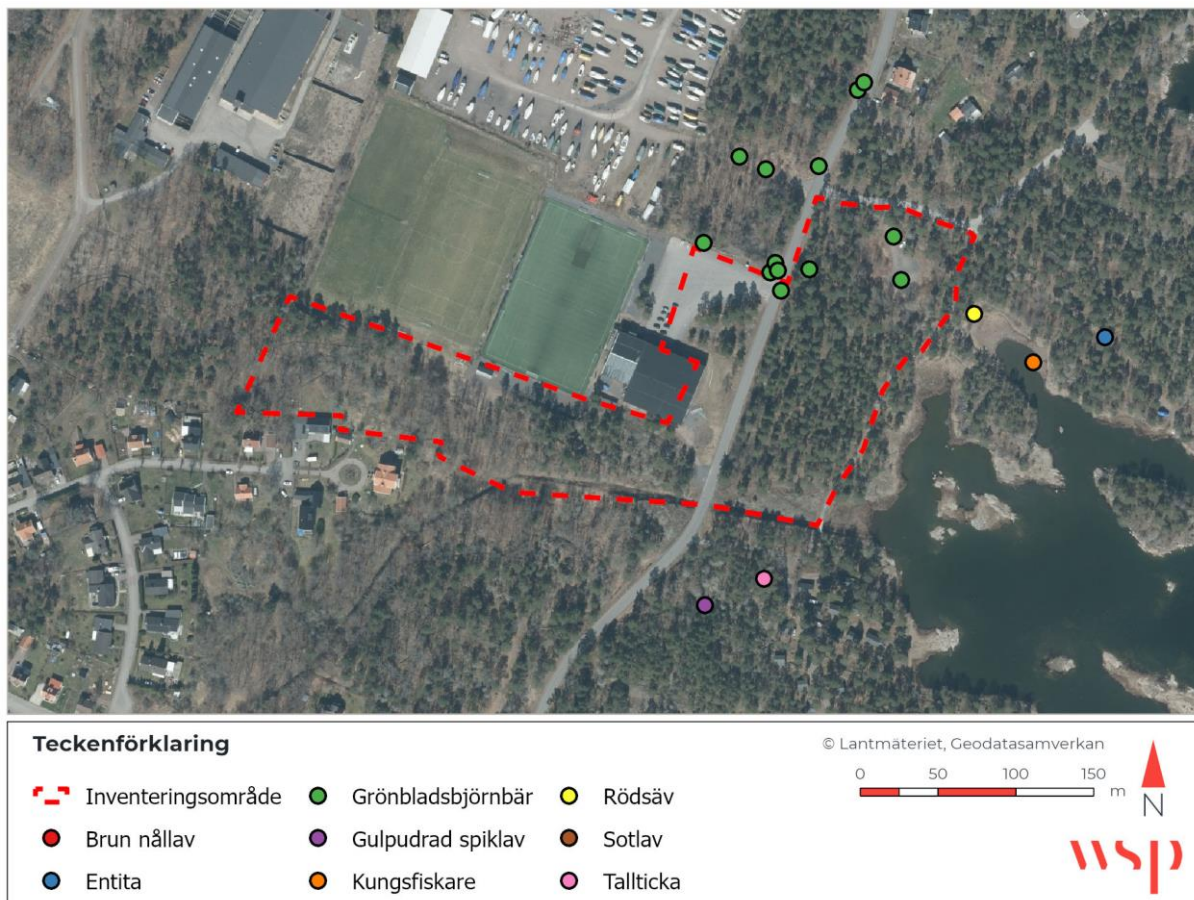 Teckenförklaring
Inventeringsområde
Brun nållav
Entita
Grönbladsbjörnbär
Gulpudrad spiklav
Kungsfiskare
Rödsäv
Sotlav
Tallticka
© Lantmäteriet, Geodatasamverkan
0 50 100 150
m
N
wsp